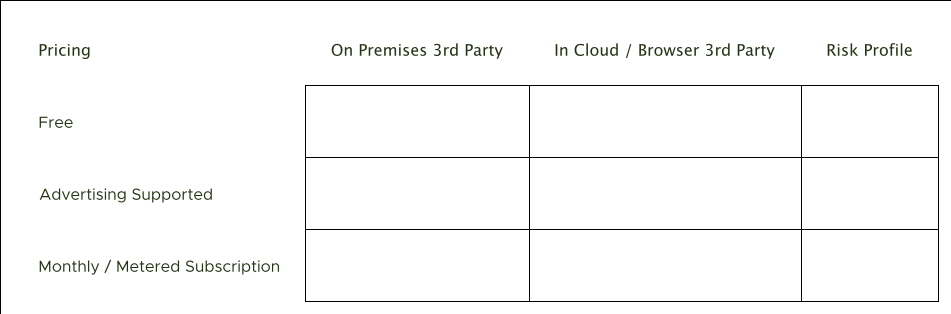 Pricing On Premises 3rd Party In Cloud / Browser 3rd Party Risk Profile
Free
Advertising Supported
Monthly / Metered Subscription